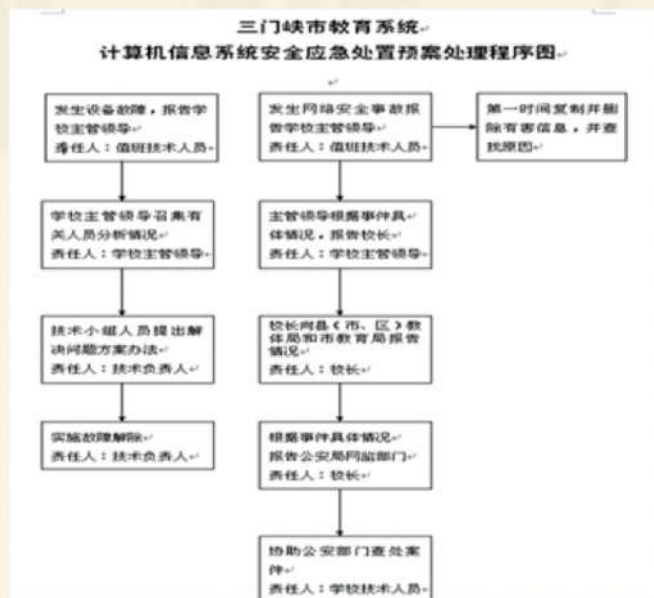 三门峡市教育系统
计算机信息系统安全应急处置预案处理程序图
发生设备故障，报告学
校主管领导
责任人：值班技术人员
发生网络安全事故报
告学校主管领导
责任人：值班技术人员
第一时间复制并删
除有害信息，并查
找原因
学校主管领导召集有
关人员分析情况
责任人：学校主管领导
主管领导根据事件具
体情况，报告校长
责任人：学校主管领导
技术小组人员提出解
决问题方案办法
责任人：技术负责人
校长向县（市、区）教
体局和市教育局报告
情况
责任人：校长
实施故障解除
责任人：技术负责人
根据事件具体情况
报告公安局网监部门
责任人：校长
协助公安部门查处案
件
责任人：学校技术人员